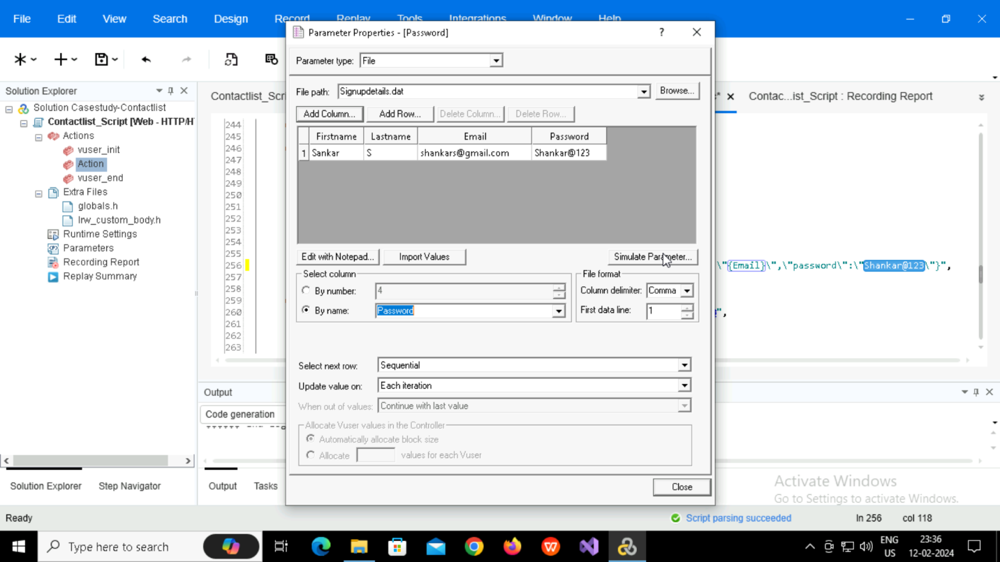 File Edit View Search Design Record Replay Tools Integrations Window Help
Parameter Properties - [Password]
?
Parameter type: File
Solution Explorer
File path: Signupdetails.dat Browse...
Contactlist_Scri
Contac...ist_Script : Recording Report
Solution Casestudy-Contactlist
Contactlist_Script [Web - HTTP/H
Actions
vuser_init
Action
vuser_end
Extra Files
globals.h
lrw_custom_body.h
Runtime Settings
Parameters
Recording Report
Replay Summary
Add Column... Add Row... Delete Column... Delete Row...
Firstname Lastname Email Password
1 Sankar S shankars@gmail.com Shankar@123
244
245
246
247
248
249
250
251
252
253
254
255
256
257
258
259
260
261
262
263
Edit with Notepad... Import Values Simulate Parameter...
\"{Email}\",\"password\":\"Shankar@123\"}",
",
Select column
By number: 4
By name: Password
File format
Column delimiter: Comma
First data line: 1
Select next row: Sequential
Update value on: Each iteration
When out of values: Continue with last value
Allocate Vuser values in the Controller
Automatically allocate block size
Allocate values for each Vuser
Close
Output
Code generation
Solution Explorer Step Navigator Output Tasks
Activate Windows
Go to Settings to activate Windows.
Ready Script parsing succeeded ln 256 col 118
Type here to search
ENG
US
23:36
12-02-2024